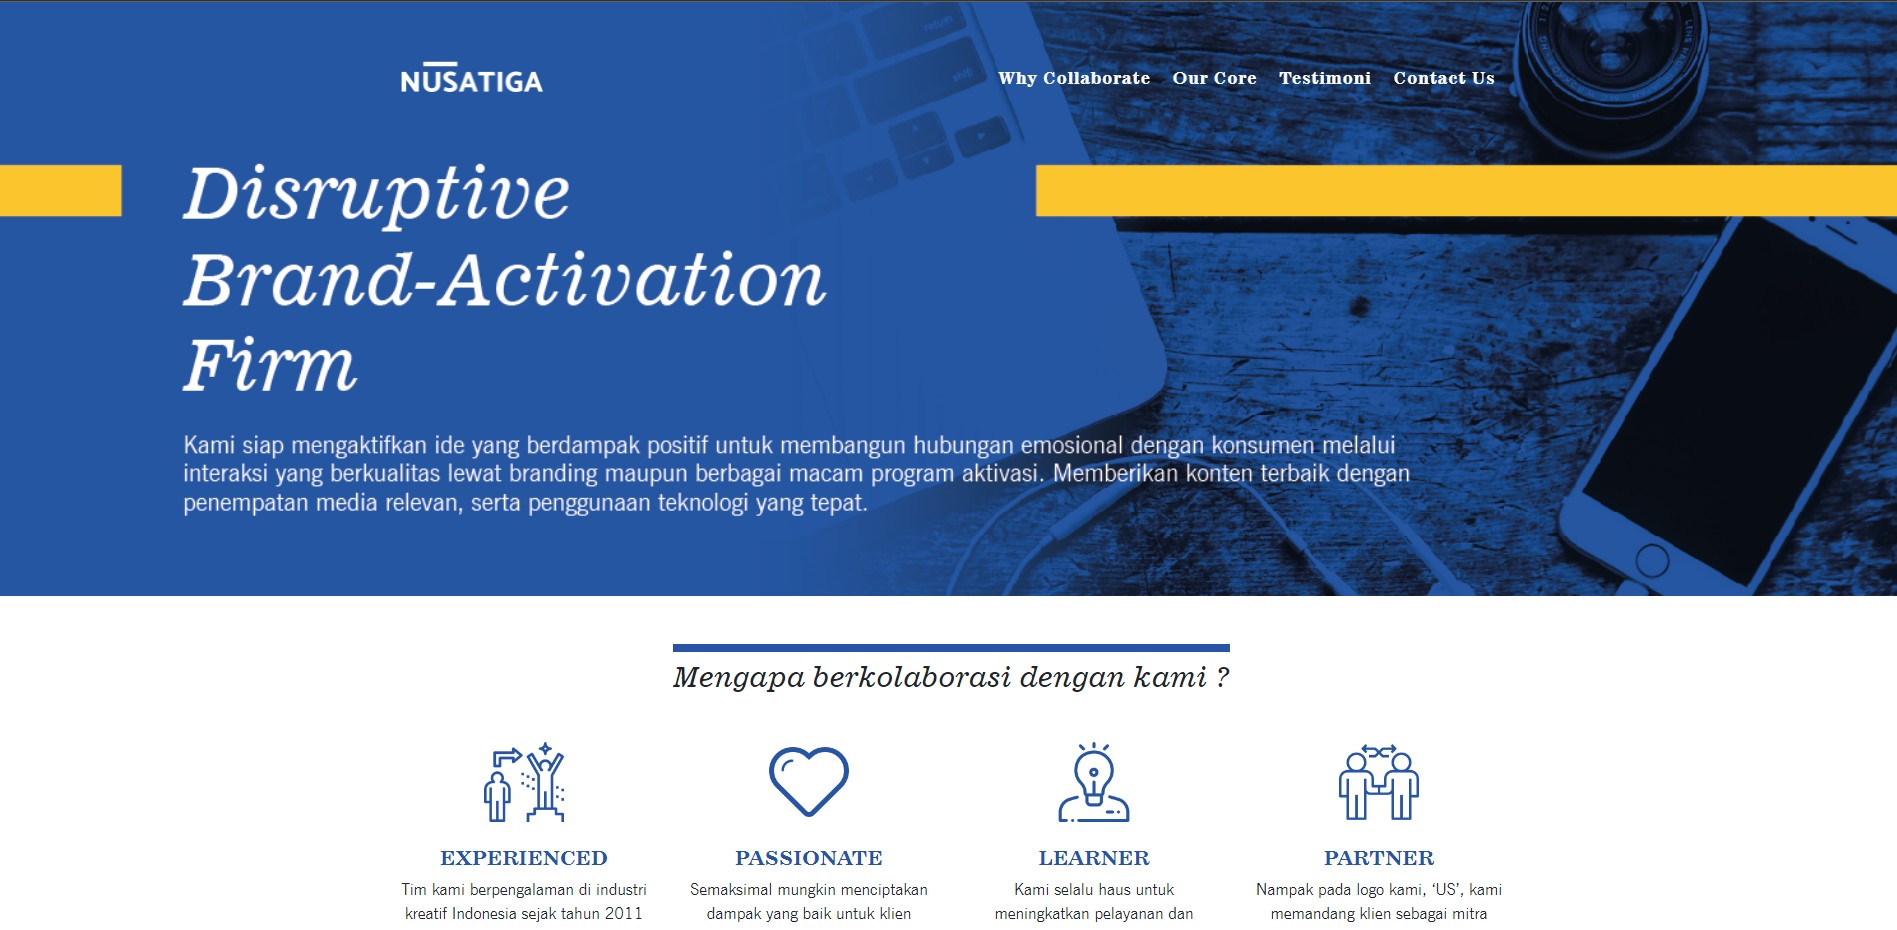 NUSATIGA
Why Collaborate Our Core Testimoni Contact Us
Disruptive
Brand-Activation
Firm
Kami siap mengaktifkan ide yang berdampak positif untuk membangun hubungan emosional dengan konsumen melalui
interaksi yang berkualitas lewat branding maupun berbagai macam program aktivasi. Memberikan konten terbaik dengan
penempatan media relevan, serta penggunaan teknologi yang tepat.
Mengapa berkolaborasi dengan kami ?
EXPERIENCED
Tim kami berpengalaman di industri
kreatif Indonesia sejak tahun 2011
PASSIONATE
Semaksimal mungkin menciptakan
dampak yang baik untuk klien
LEARNER
Kami selalu haus untuk
meningkatkan pelayanan dan
PARTNER
Nampak pada logo kami, ‘US’, kami
memandang klien sebagai mitra